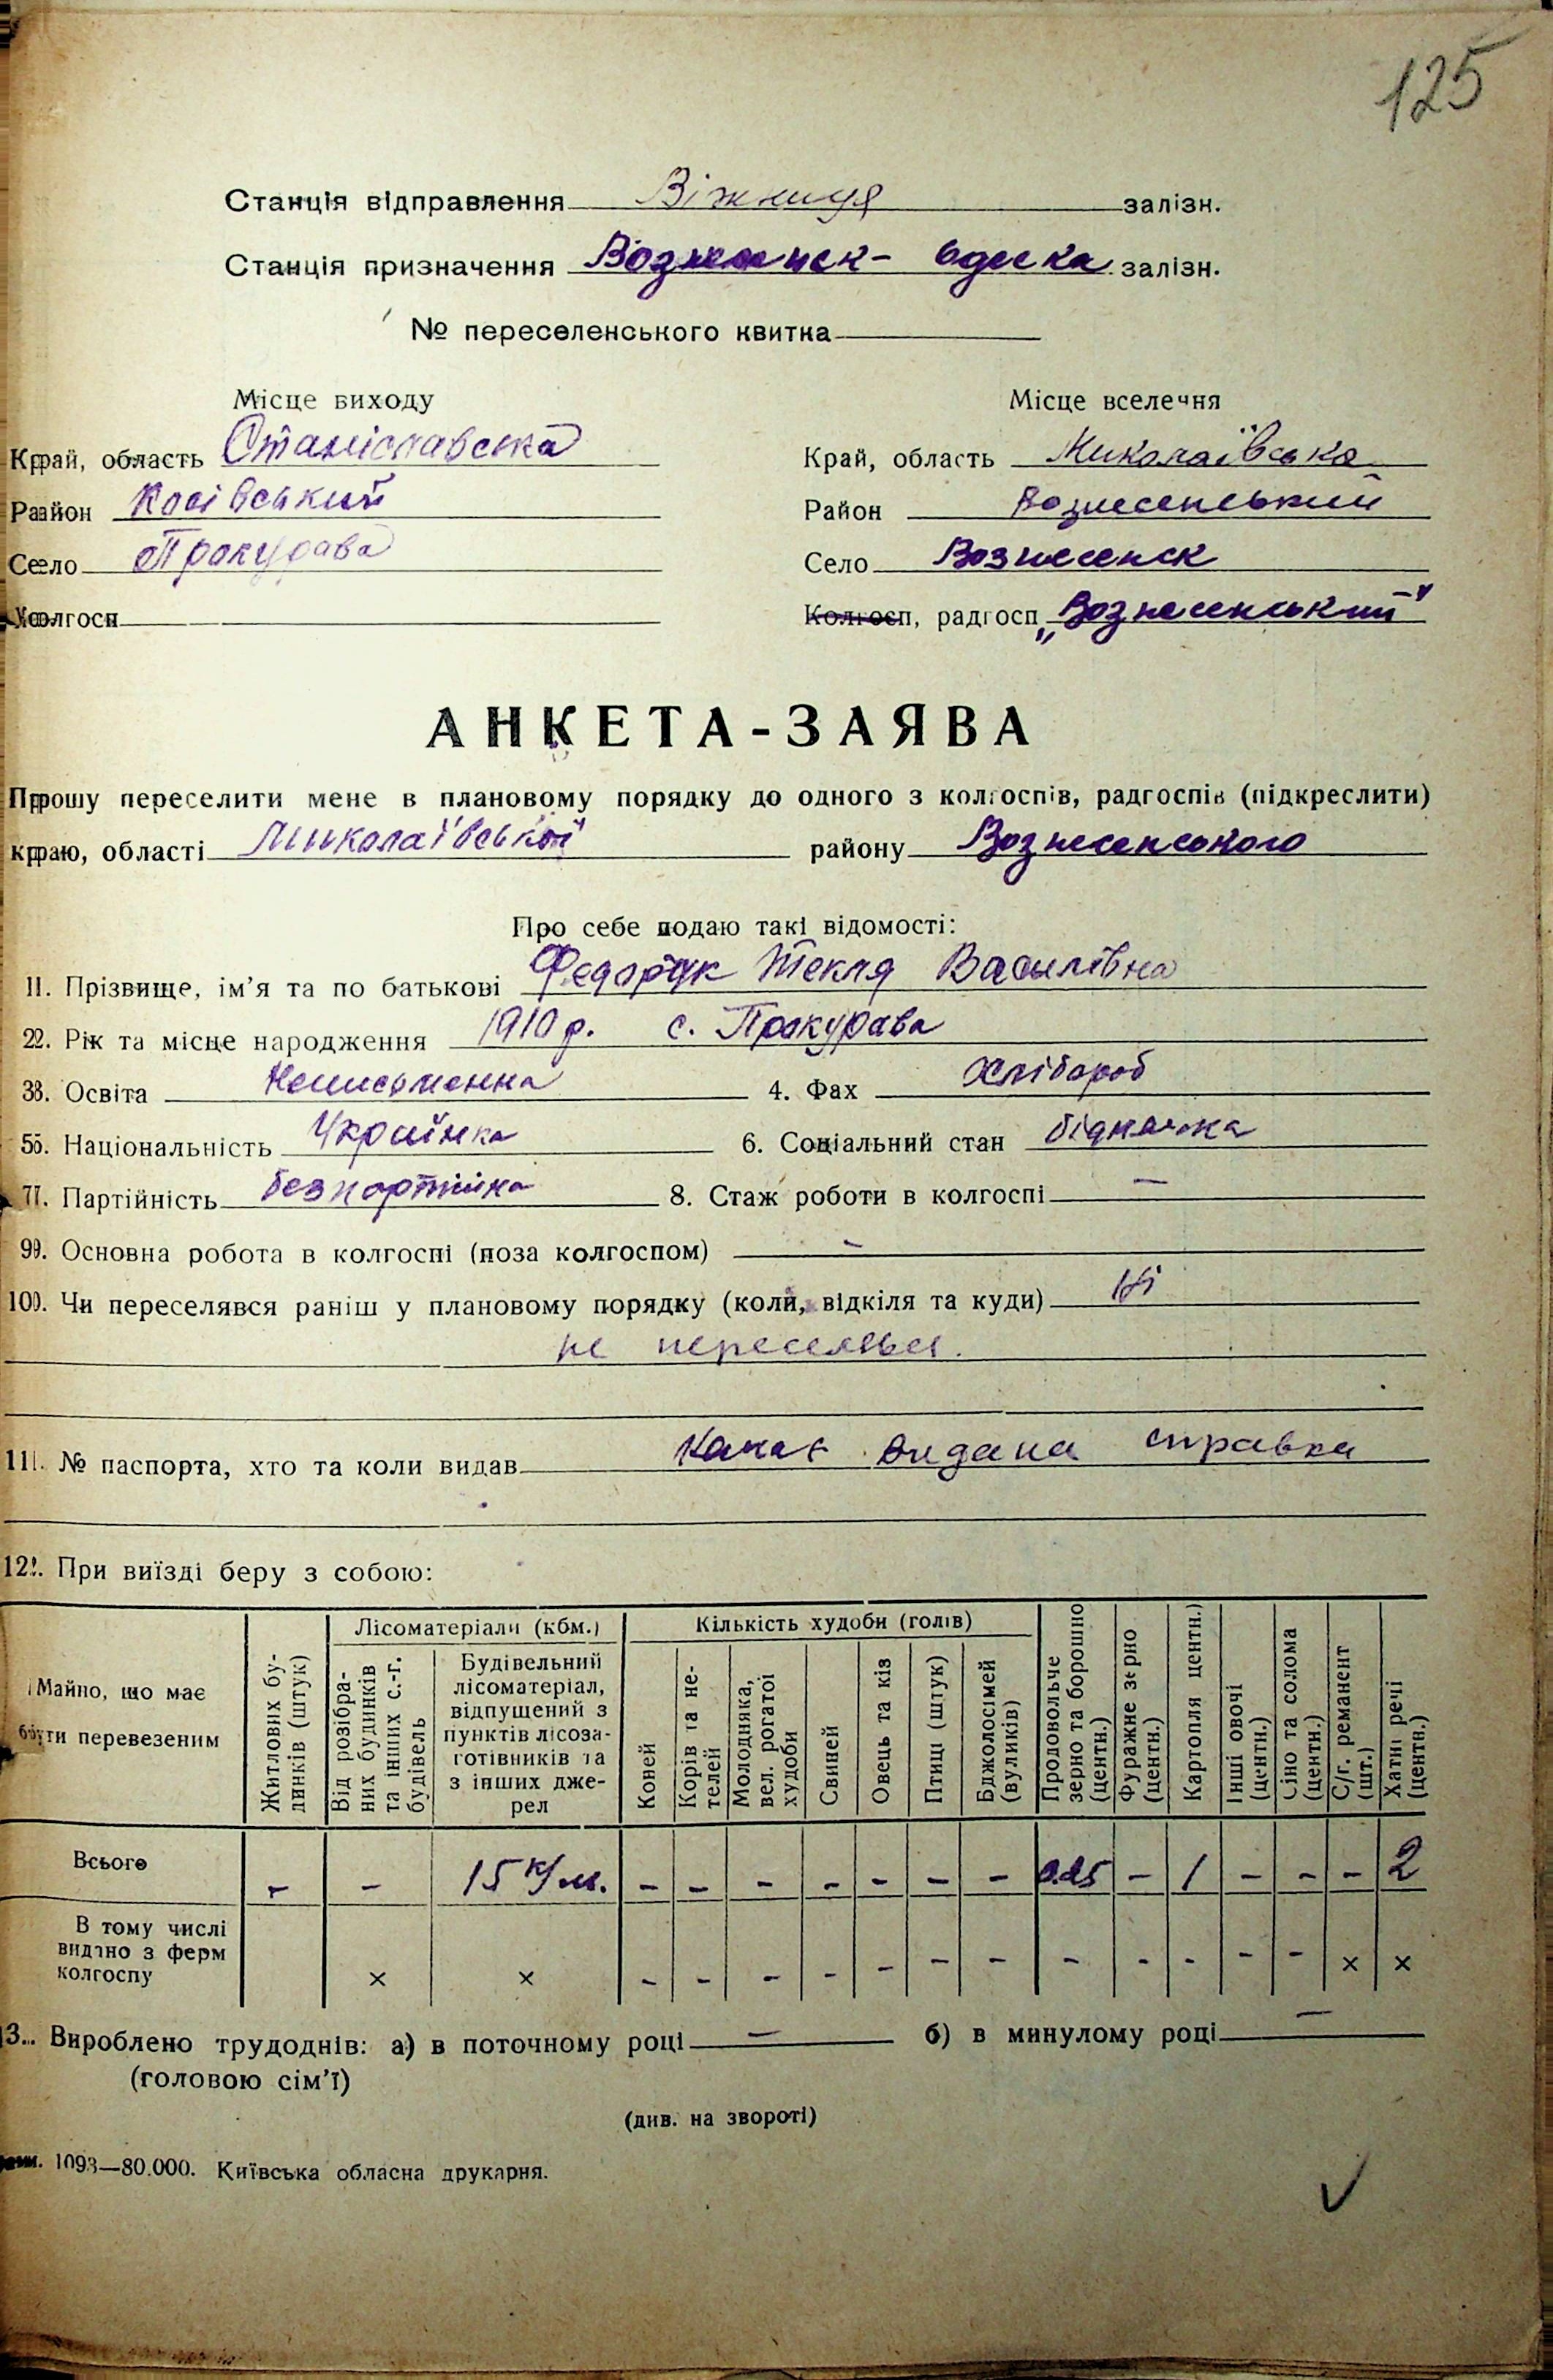 125
Станція відправлення Віжниця залізн.
Станція призначення Вознесенск - Одеска залізн.
№ переселенського квитка
Місце виходу Місце вселення
Край, область Станіславська Край, область Миколаївська
Район Косівський Район Вознесенський
Село Прокурава Село Вознесенск
Колгосп Колгосп, радгосп „Вознесенський"
АНКЕТА-ЗАЯВА
Прошу переселити мене в плановому порядку до одного з колгоспів, радгоспів (підкреслити)
краю, області Миколаївської району Вознесенського
Про себе подаю такі відомості:
1. Прізвище, ім'я та по батькові Федорук Текля Василівна
2. Рік та місце народження 1910 р. с. Прокурава
3. Освіта Неписьменна 4. Фах Хлібороб
5. Національність Українка 6. Соціальний стан біднячка
7. Партійність безпартійна 8. Стаж роботи в колгоспі —
9. Основна робота в колгоспі (поза колгоспом) —
10. Чи переселявся раніш у плановому порядку (коли, відкіля та куди) Ні
не переселявся.
11. № паспорта, хто та коли видав видана справка
12. При виїзді беру з собою:
Майно, що має бути перевезеним
Житлових будинків (штук)
Лісоматеріали (кбм.)
Від розібраних будинків та інших с.-г. будівель
Будівельний лісоматеріал, відпущений з пунктів лісозаготівників та з інших джерел
Кількість худоби (голів)
Коней
Корів та нетелей
Молодняка, вел. рогатої худоби
Свиней
Овець та кіз
Птиці (штук)
Бджолосімей (вуликів)
Продовольче зерно та борошно (центн.)
Фуражне зерно (центн.)
Картопля центн.)
Інші овочі (центн.)
Сіно та солома (центн.)
С/г. реманент (шт.)
Хатні речі (центн.)
Всього - - 15 к/м. - - - - - - - 0.25 - 1 - - - 2
В тому числі видано з ферм колгоспу × × - - - - - - - - - - - - × ×
13. Вироблено трудоднів: а) в поточному році — б) в минулому році —
(головою сім'ї)
(див. на звороті)
1093—80.000. Київська обласна друкарня.